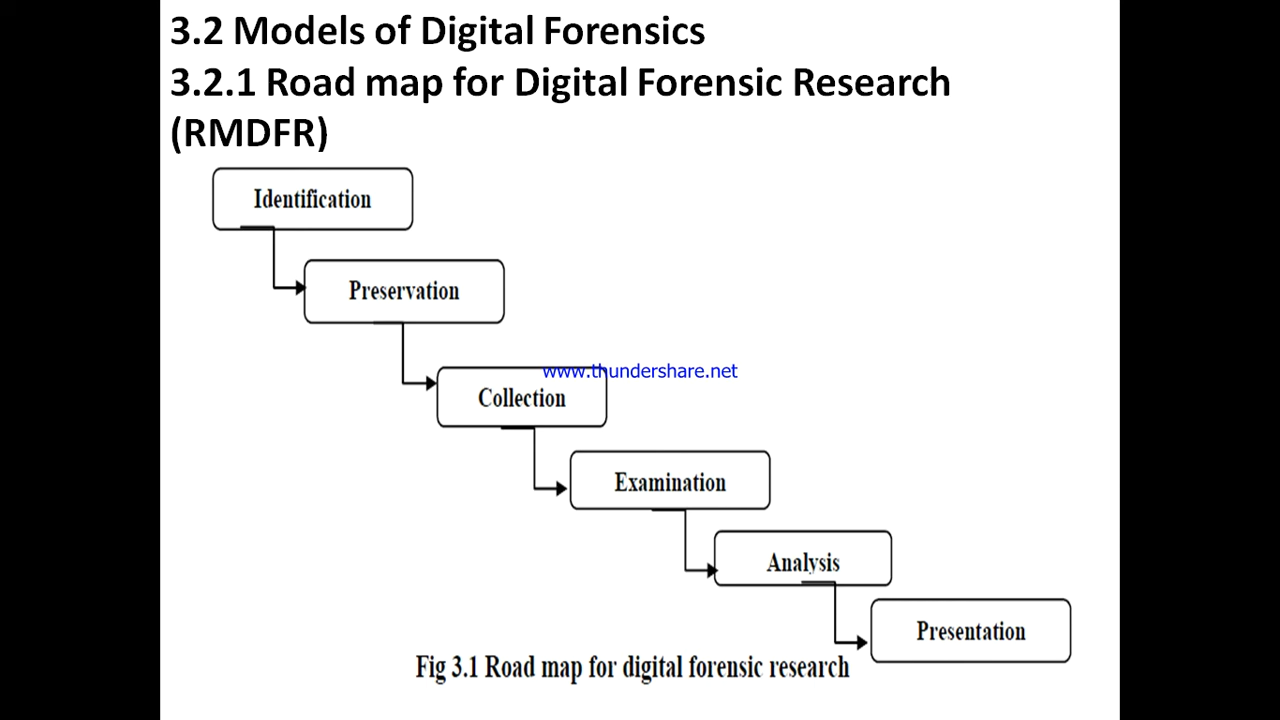 3.2 Models of Digital Forensics
3.2.1 Road map for Digital Forensic Research
(RMDFR)
Identification
Preservation
www.thundershare.net
Collection
Examination
Analysis
Presentation
Fig 3.1 Road map for digital forensic research